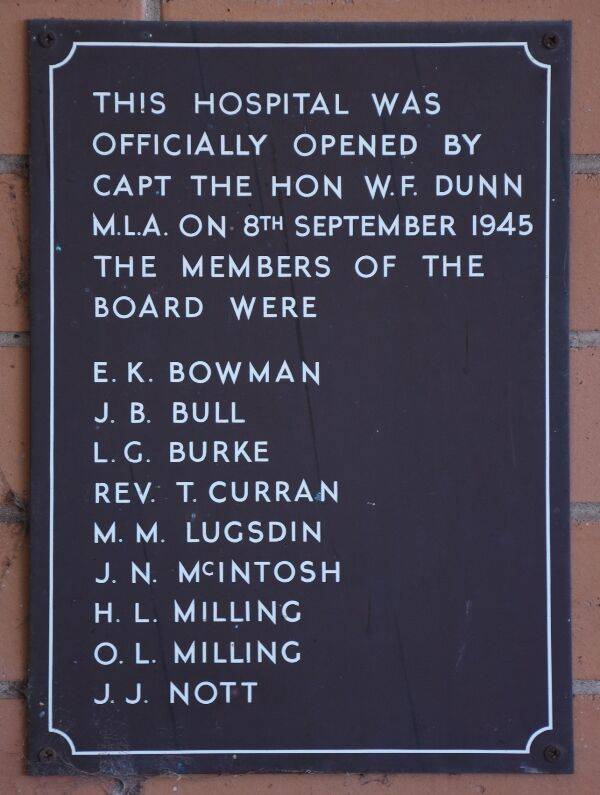 THIS HOSPITAL WAS
OFFICIALLY OPENED BY
CAPT THE HON W.F. DUNN
M.L.A. ON 8TH SEPTEMBER 1945
THE MEMBERS OF THE
BOARD WERE
E. K. BOWMAN
J. B. BULL
L. G. BURKE
REV. T. CURRAN
M. M. LUGSDIN
J. N. McINTOSH
H. L. MILLING
O. L. MILLING
J. J. NOTT